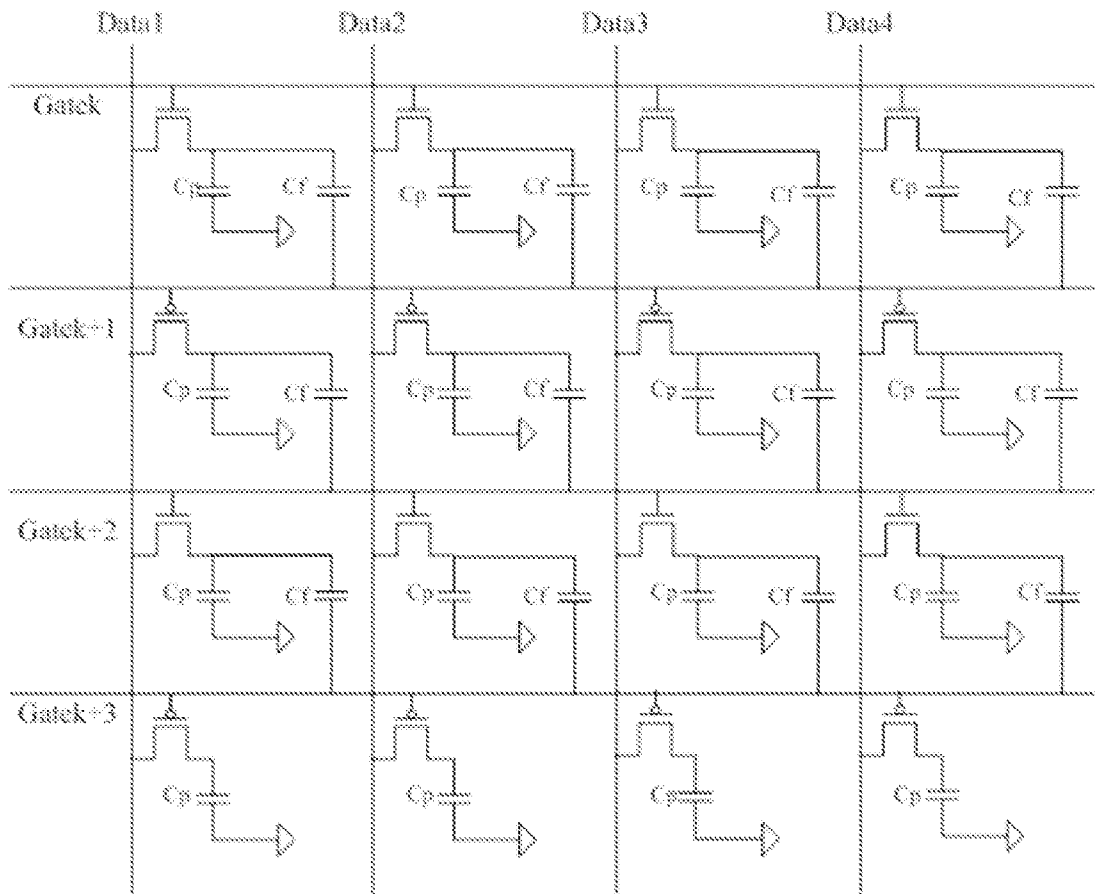 Data1 Data2 Data3 Data4
Gatek
Cp Cf Cp Cf Cp Cf Cp Cf
Gatek+1
Cp Cf Cp Cf Cp Cf Cp Cf
Gatek+2
Cp Cf Cp Cf Cp Cf Cp Cf
Gatek+3
Cp Cp Cp Cp